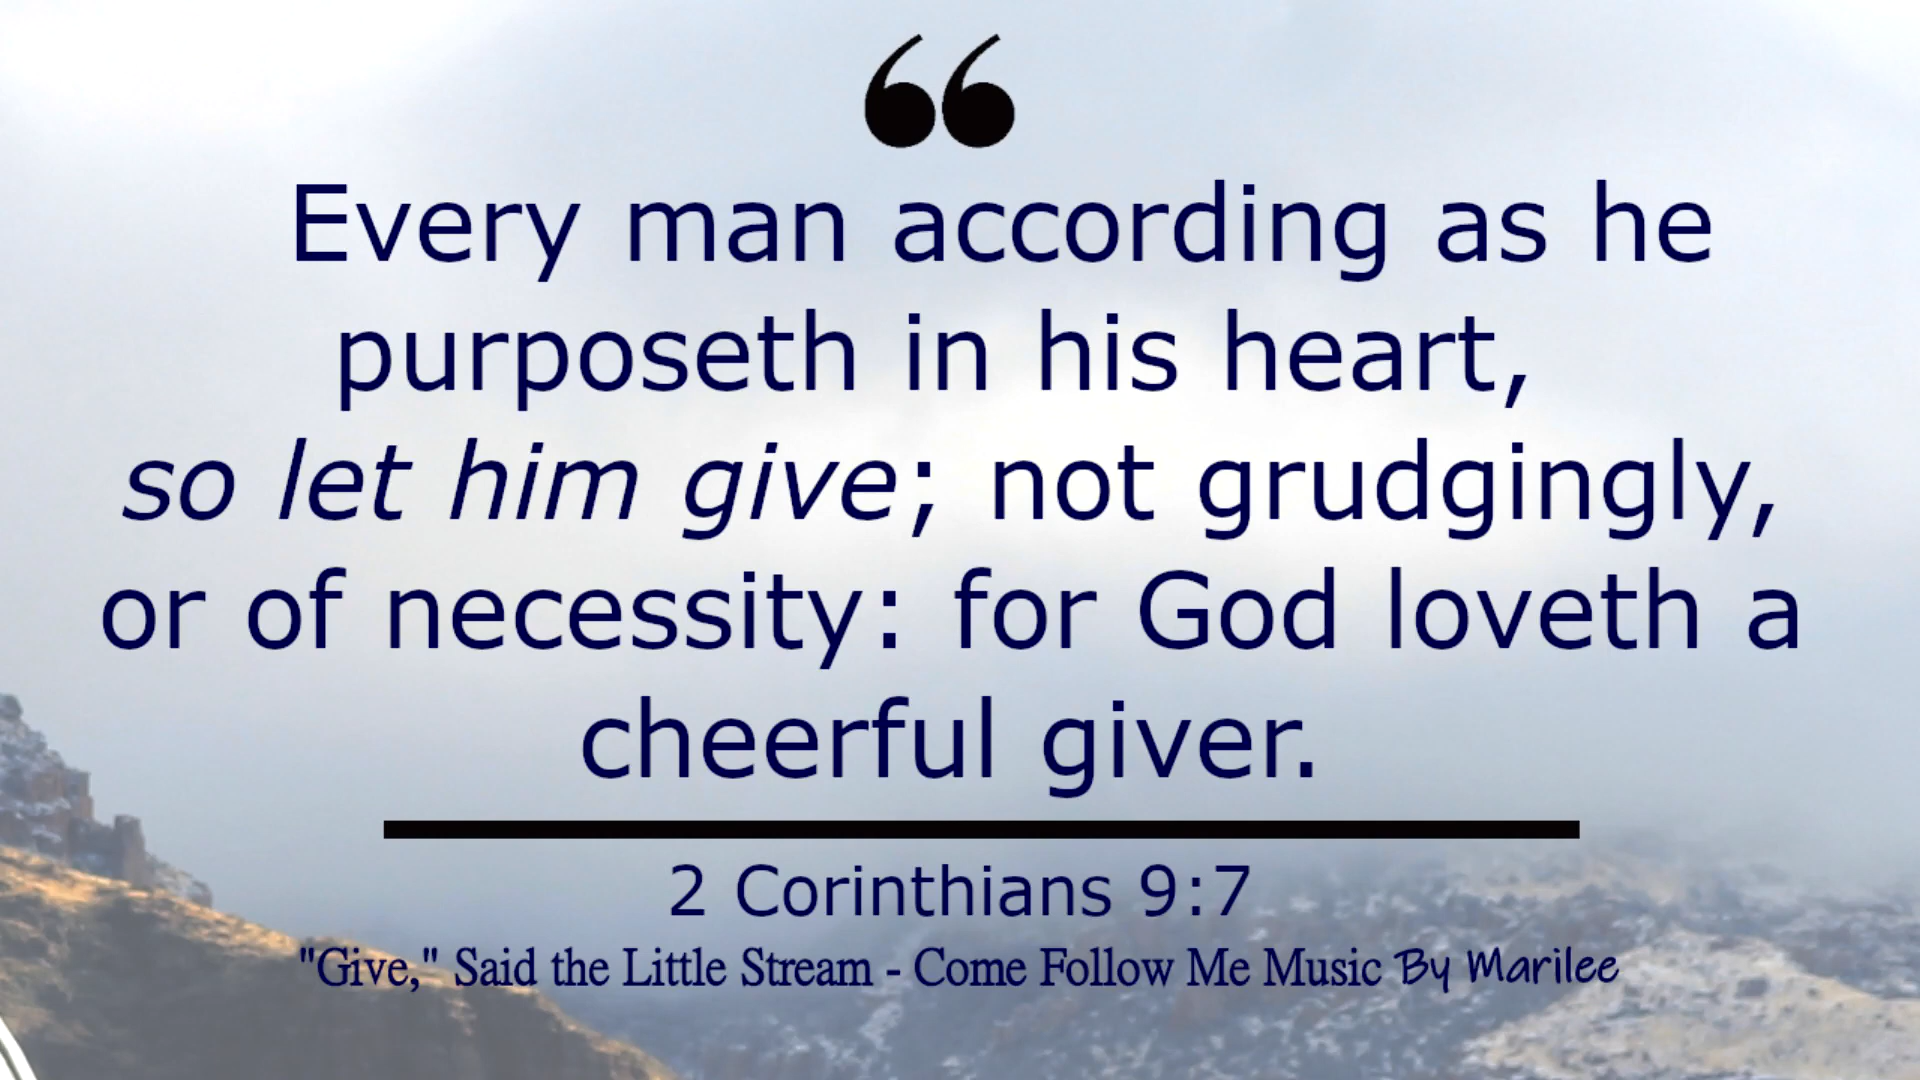 “
Every man according as he
purposeth in his heart,
so let him give; not grudgingly,
or of necessity: for God loveth a
cheerful giver.
2 Corinthians 9:7
"Give," Said the Little Stream - Come Follow Me Music By Marilee